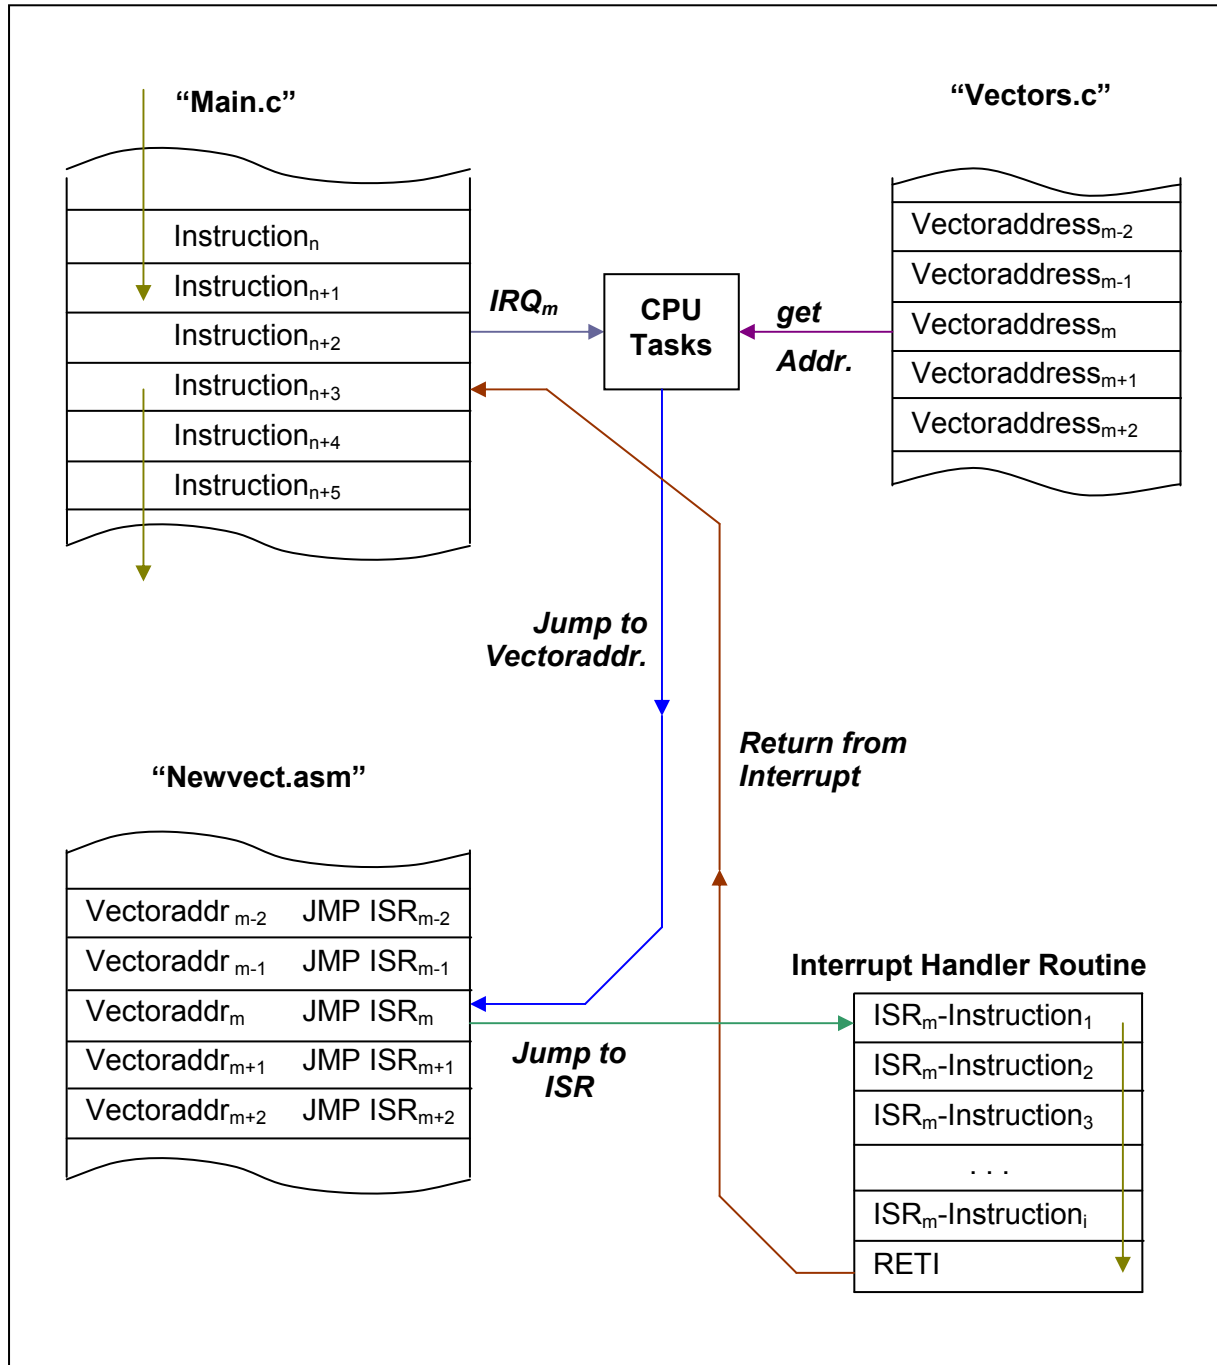 “Main.c”
Instructionₙ
Instructionₙ₊₁
Instructionₙ₊₂
Instructionₙ₊₃
Instructionₙ₊₄
Instructionₙ₊₅
IRQₘ
CPU
Tasks
get
Addr.
“Vectors.c”
Vectoraddressₘ₋₂
Vectoraddressₘ₋₁
Vectoraddressₘ
Vectoraddressₘ₊₁
Vectoraddressₘ₊₂
Jump to
Vectoraddr.
Return from
Interrupt
“Newvect.asm”
Vectoraddr ₘ₋₂ JMP ISRₘ₋₂
Vectoraddr ₘ₋₁ JMP ISRₘ₋₁
Vectoraddrₘ JMP ISRₘ
Vectoraddrₘ₊₁ JMP ISRₘ₊₁
Vectoraddrₘ₊₂ JMP ISRₘ₊₂
Jump to
ISR
Interrupt Handler Routine
ISRₘ-Instruction₁
ISRₘ-Instruction₂
ISRₘ-Instruction₃
. . .
ISRₘ-Instructionᵢ
RETI